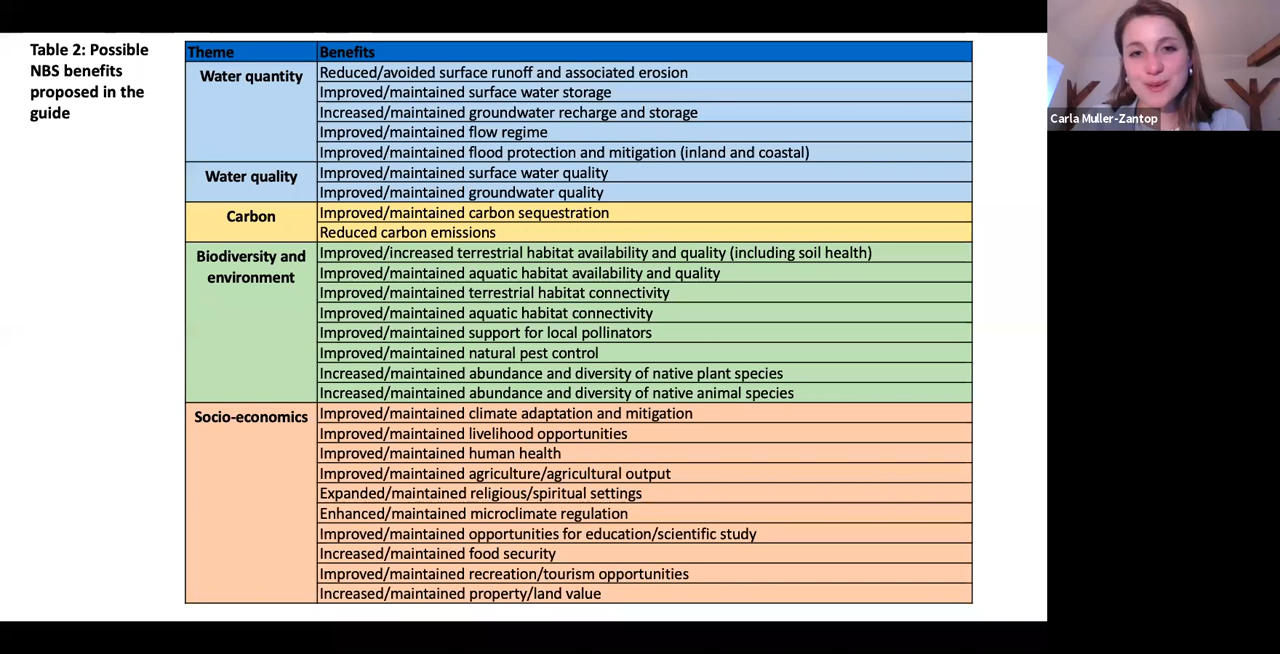 Table 2: Possible
NBS benefits
proposed in the
guide
Theme Benefits
Water quantity
Reduced/avoided surface runoff and associated erosion
Improved/maintained surface water storage
Increased/maintained groundwater recharge and storage
Improved/maintained flow regime
Improved/maintained flood protection and mitigation (inland and coastal)
Water quality
Improved/maintained surface water quality
Improved/maintained groundwater quality
Carbon
Improved/maintained carbon sequestration
Reduced carbon emissions
Biodiversity and
environment
Improved/increased terrestrial habitat availability and quality (including soil health)
Improved/maintained aquatic habitat availability and quality
Improved/maintained terrestrial habitat connectivity
Improved/maintained aquatic habitat connectivity
Improved/maintained support for local pollinators
Improved/maintained natural pest control
Increased/maintained abundance and diversity of native plant species
Increased/maintained abundance and diversity of native animal species
Socio-economics
Improved/maintained climate adaptation and mitigation
Improved/maintained livelihood opportunities
Improved/maintained human health
Improved/maintained agriculture/agricultural output
Expanded/maintained religious/spiritual settings
Enhanced/maintained microclimate regulation
Improved/maintained opportunities for education/scientific study
Increased/maintained food security
Improved/maintained recreation/tourism opportunities
Increased/maintained property/land value
Carla Muller-Zantop